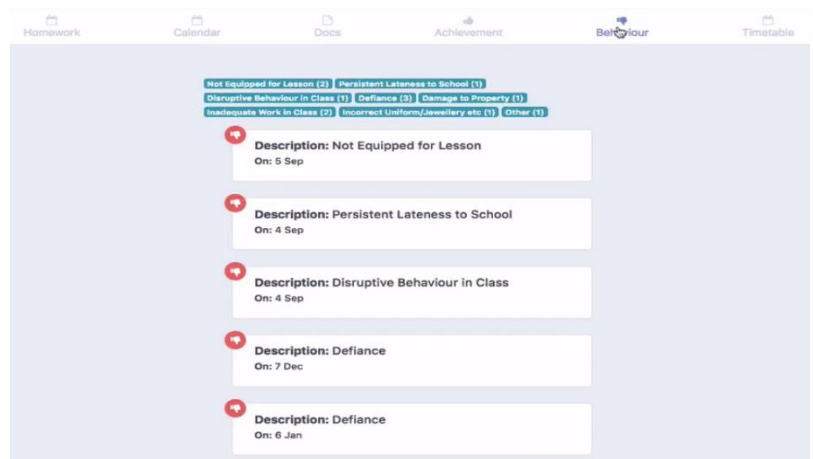 Homework Calendar Docs Achievement Behaviour Timetable
Not Equipped for Lesson (2) Persistent Lateness to School (1)
Disruptive Behaviour in Class (1) Defiance (3) Damage to Property (1)
Inadequate Work in Class (2) Incorrect Uniform/Jewellery etc (1) Other (1)
Description: Not Equipped for Lesson
On: 5 Sep
Description: Persistent Lateness to School
On: 4 Sep
Description: Disruptive Behaviour in Class
On: 4 Sep
Description: Defiance
On: 7 Dec
Description: Defiance
On: 6 Jan